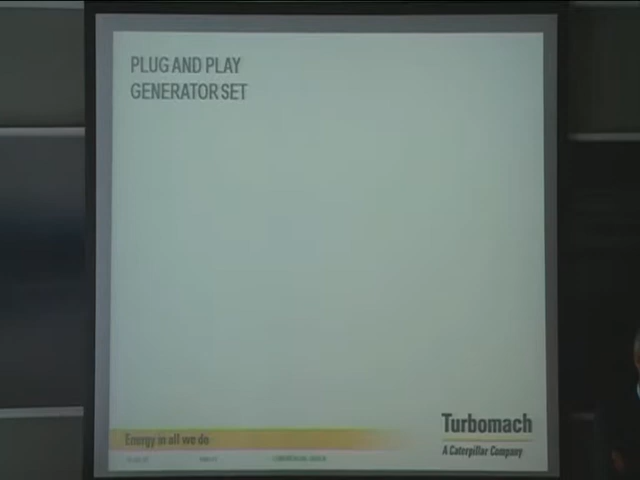 PLUG AND PLAY
GENERATOR SET
Energy in all we do
Turbomach
A Caterpillar Company